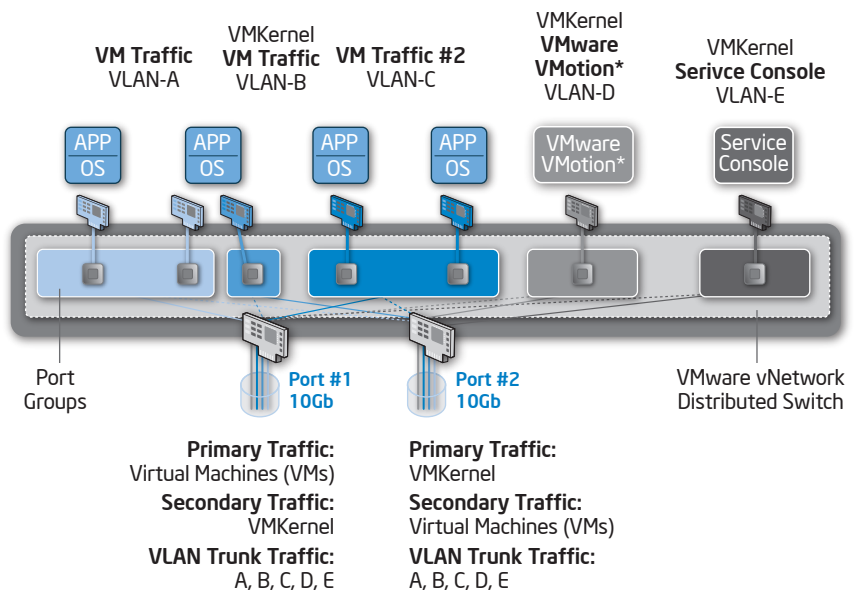 VM Traffic
VLAN-A
VMKernel
VM Traffic
VLAN-B
VM Traffic #2
VLAN-C
VMKernel
VMware
VMotion*
VLAN-D
VMKernel
Serivce Console
VLAN-E
APP
OS
APP
OS
APP
OS
APP
OS
VMware
VMotion*
Service
Console
Port
Groups
Port #1
10Gb
Port #2
10Gb
VMware vNetwork
Distributed Switch
Primary Traffic:
Virtual Machines (VMs)
Secondary Traffic:
VMKernel
VLAN Trunk Traffic:
A, B, C, D, E
Primary Traffic:
VMKernel
Secondary Traffic:
Virtual Machines (VMs)
VLAN Trunk Traffic:
A, B, C, D, E